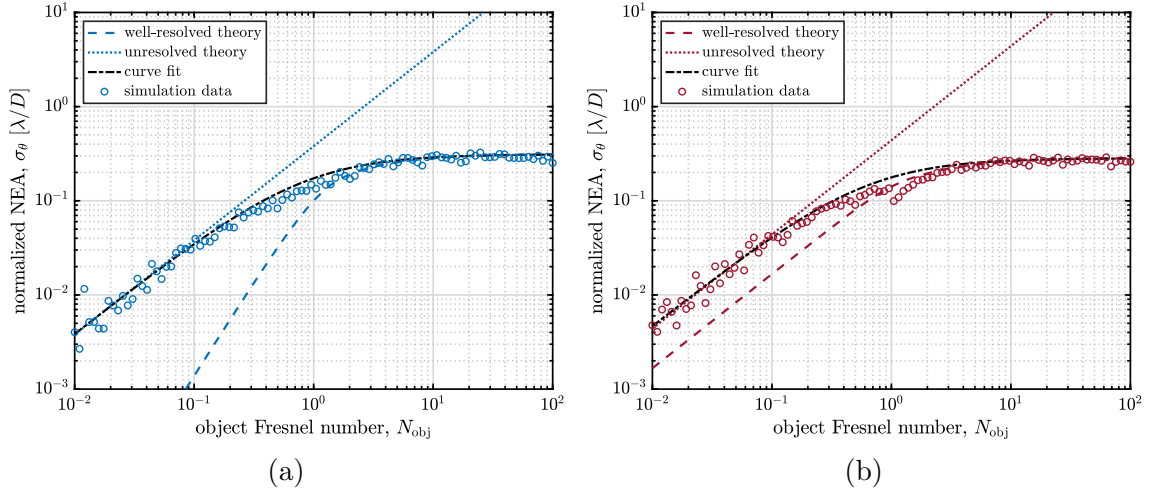 normalized NEA, σθ [λ/D]
10^1
10^0
10^−1
10^−2
10^−3
well-resolved theory
unresolved theory
curve fit
simulation data
10^−2
10^−1
10^0
10^1
10^2
object Fresnel number, N_obj
(a)
normalized NEA, σθ [λ/D]
10^1
10^0
10^−1
10^−2
10^−3
well-resolved theory
unresolved theory
curve fit
simulation data
10^−2
10^−1
10^0
10^1
10^2
object Fresnel number, N_obj
(b)